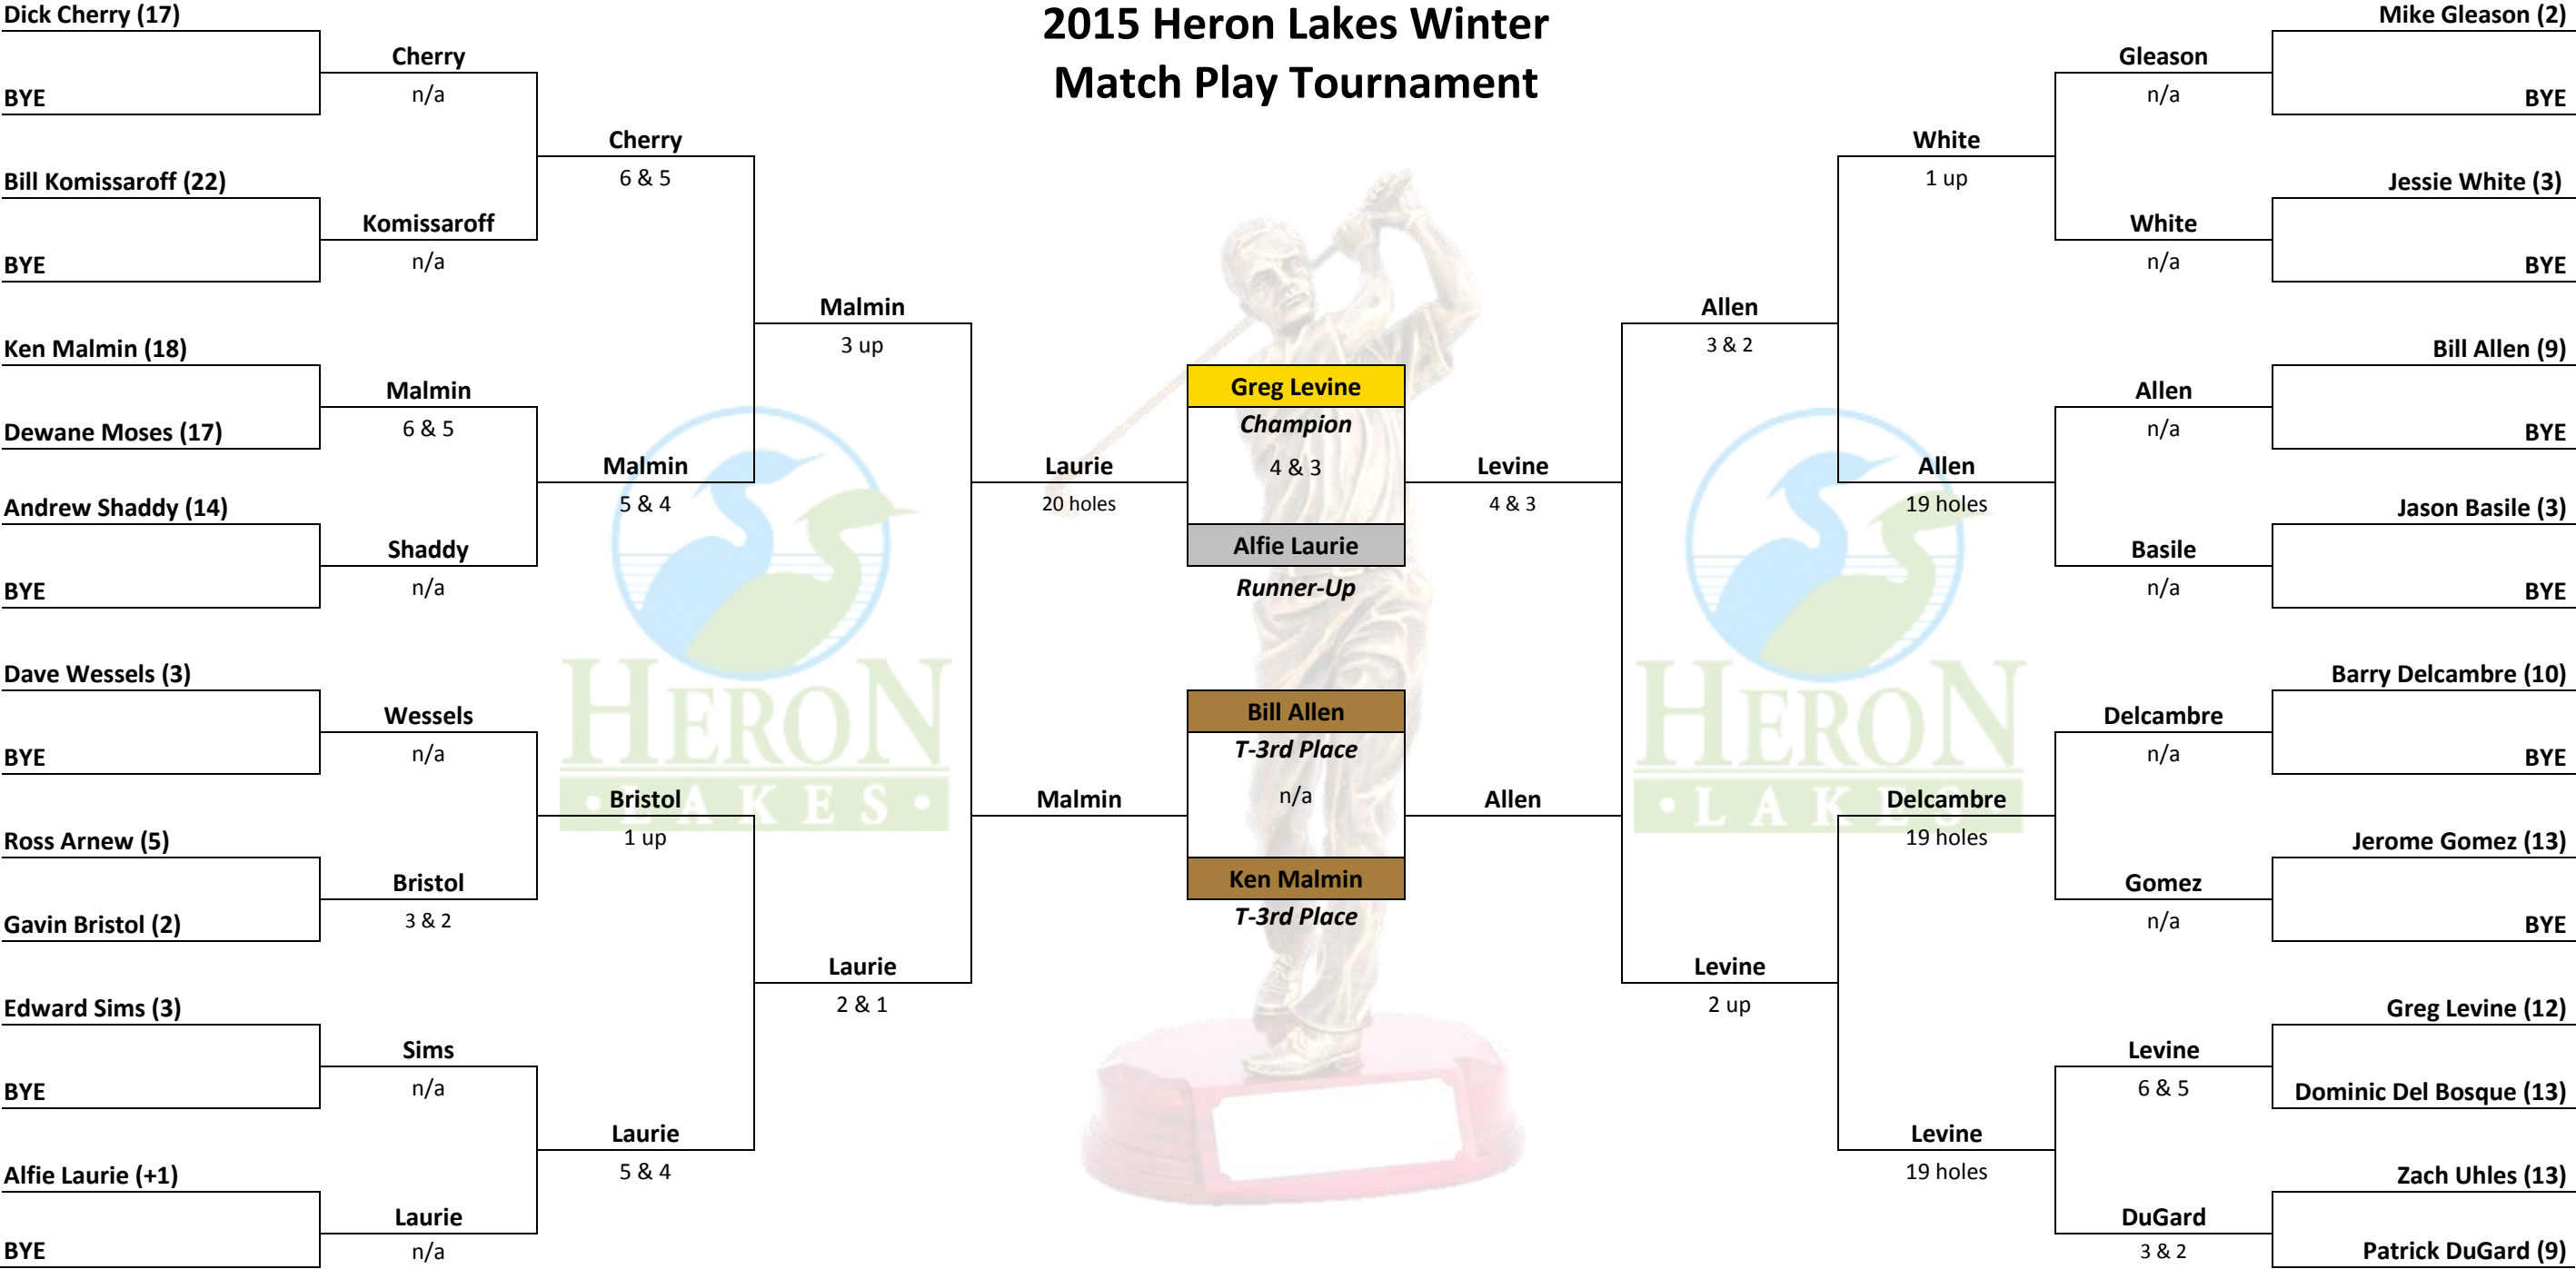 2015 Heron Lakes Winter
Match Play Tournament
Dick Cherry (17)
BYE
Bill Komissaroff (22)
BYE
Ken Malmin (18)
Dewane Moses (17)
Andrew Shaddy (14)
BYE
Dave Wessels (3)
BYE
Ross Arnew (5)
Gavin Bristol (2)
Edward Sims (3)
BYE
Alfie Laurie (+1)
BYE
Cherry
n/a
Komissaroff
n/a
Malmin
6 & 5
Shaddy
n/a
Wessels
n/a
Bristol
3 & 2
Sims
n/a
Laurie
n/a
Cherry
6 & 5
Malmin
5 & 4
Bristol
1 up
Laurie
5 & 4
Malmin
3 up
Laurie
2 & 1
Laurie
20 holes
Malmin
Greg Levine
Champion
4 & 3
Alfie Laurie
Runner-Up
Bill Allen
T-3rd Place
n/a
Ken Malmin
T-3rd Place
Levine
4 & 3
Allen
Allen
3 & 2
Levine
2 up
White
1 up
Allen
19 holes
Delcambre
19 holes
Levine
19 holes
Gleason
n/a
White
n/a
Allen
n/a
Basile
n/a
Delcambre
n/a
Gomez
n/a
Levine
6 & 5
DuGard
3 & 2
Mike Gleason (2)
BYE
Jessie White (3)
BYE
Bill Allen (9)
BYE
Jason Basile (3)
BYE
Barry Delcambre (10)
BYE
Jerome Gomez (13)
BYE
Greg Levine (12)
Dominic Del Bosque (13)
Zach Uhles (13)
Patrick DuGard (9)
HERON
• LAKES •
HERON
• LAKES •